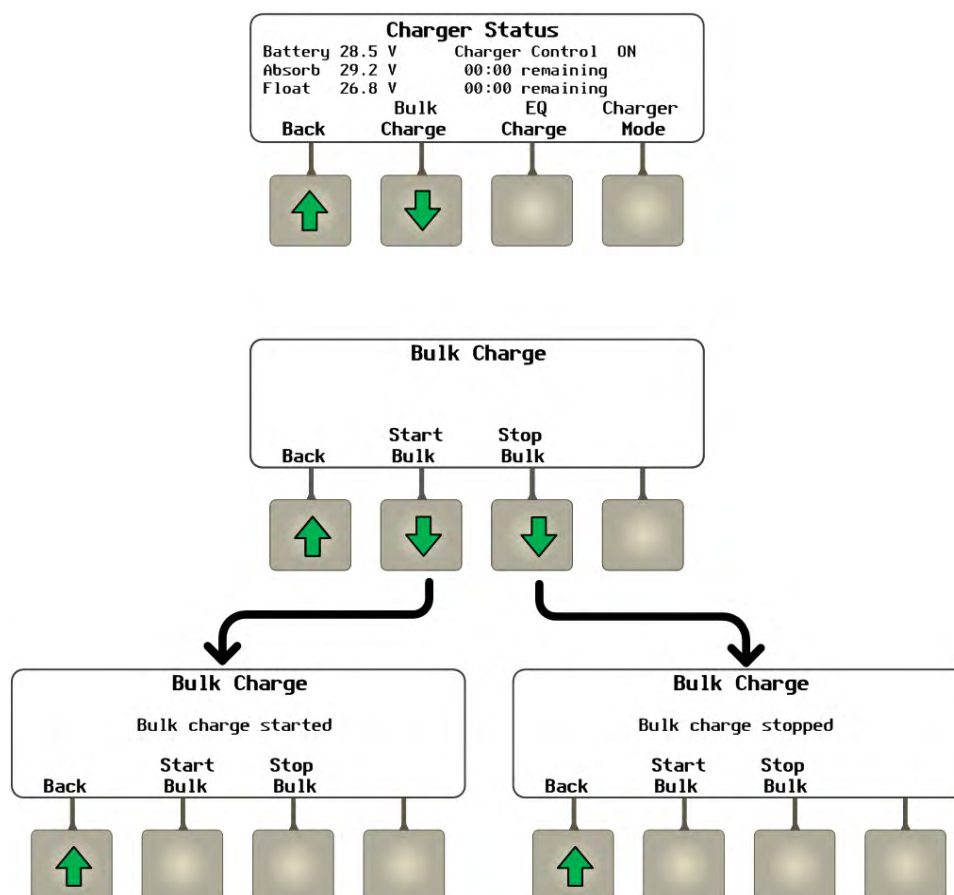 Charger Status
Battery 28.5 V Charger Control ON
Absorb 29.2 V 00:00 remaining
Float 26.8 V 00:00 remaining
Bulk EQ Charger
Back Charge Charge Mode
Bulk Charge
Start Stop
Back Bulk Bulk
Bulk Charge
Bulk charge started
Start Stop
Back Bulk Bulk
Bulk Charge
Bulk charge stopped
Start Stop
Back Bulk Bulk